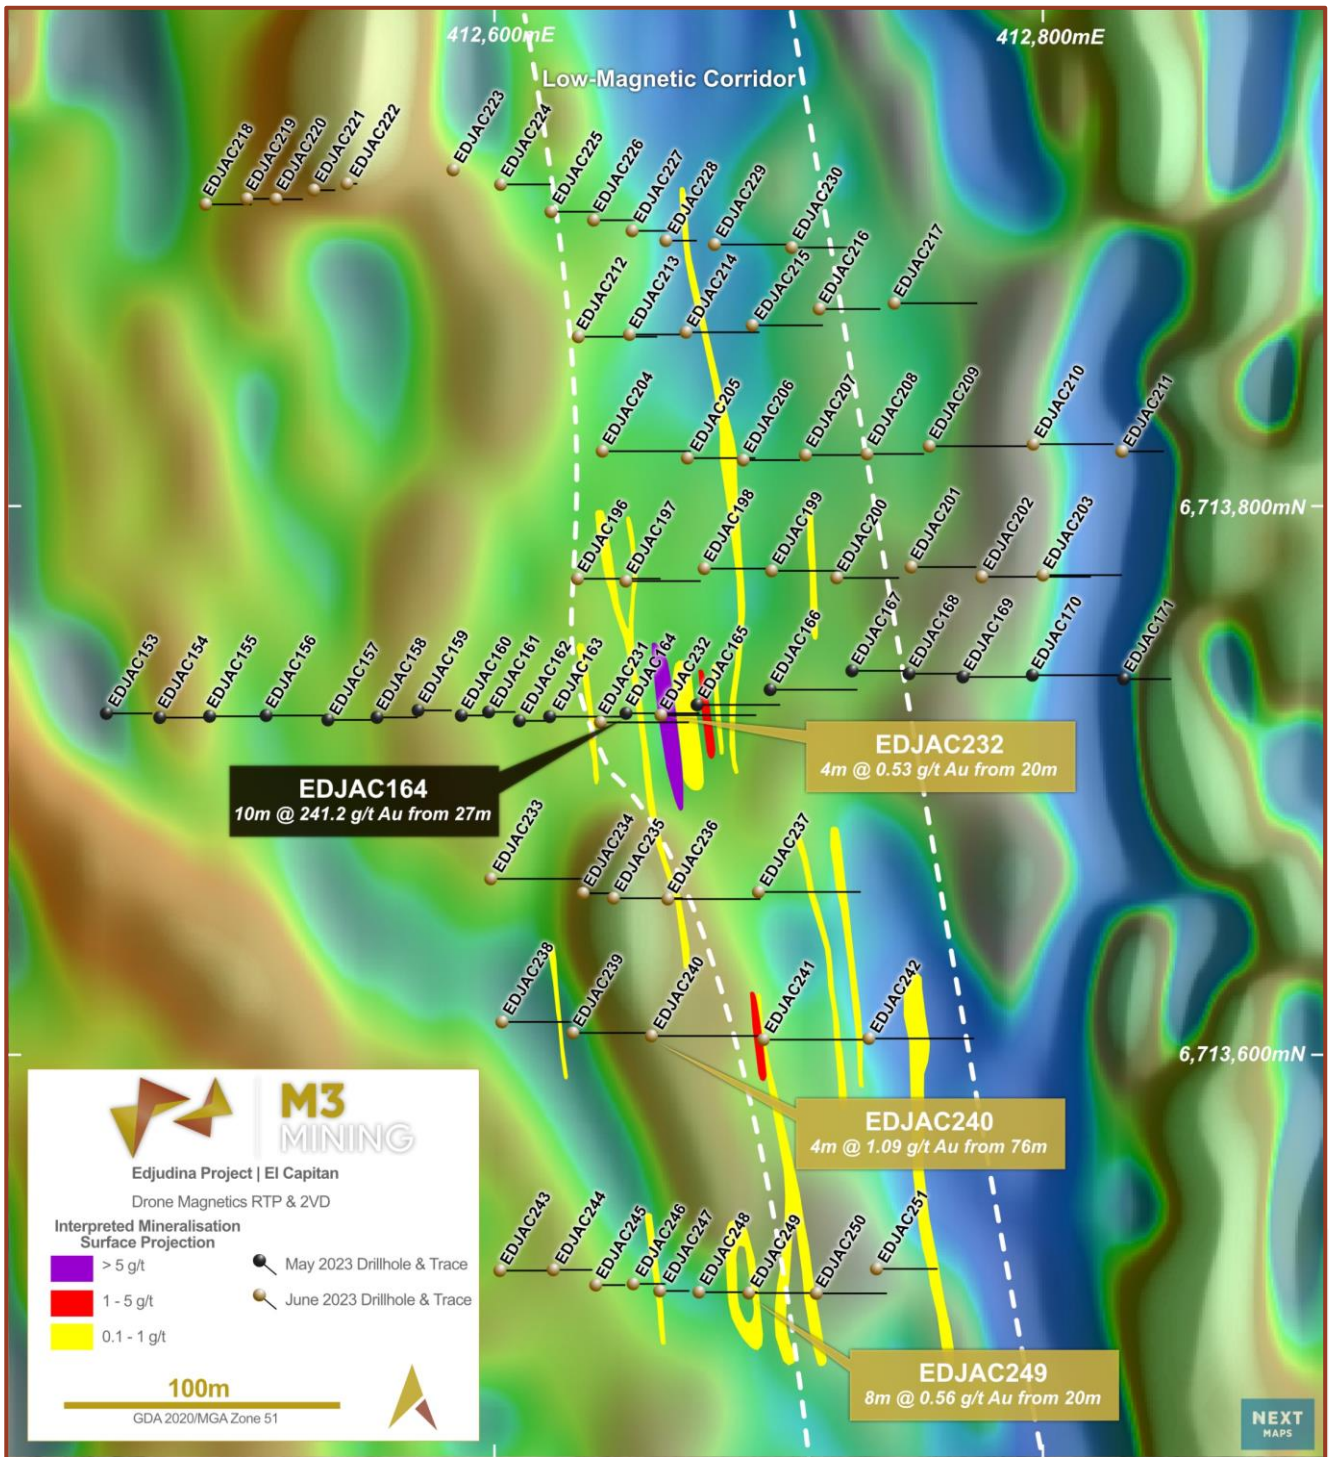 412,600mE
412,800mE
Low-Magnetic Corridor
EDJAC218
EDJAC219
EDJAC220
EDJAC221
EDJAC222
EDJAC223
EDJAC224
EDJAC225
EDJAC226
EDJAC227
EDJAC228
EDJAC229
EDJAC230
EDJAC212
EDJAC213
EDJAC214
EDJAC215
EDJAC216
EDJAC217
EDJAC204
EDJAC205
EDJAC206
EDJAC207
EDJAC208
EDJAC209
EDJAC210
EDJAC211
6,713,800mN
EDJAC196
EDJAC197
EDJAC198
EDJAC199
EDJAC200
EDJAC201
EDJAC202
EDJAC203
EDJAC153
EDJAC154
EDJAC155
EDJAC156
EDJAC157
EDJAC158
EDJAC159
EDJAC160
EDJAC161
EDJAC162
EDJAC163
EDJAC231
EDJAC164
EDJAC232
EDJAC165
EDJAC166
EDJAC167
EDJAC168
EDJAC169
EDJAC170
EDJAC171
EDJAC232
4m @ 0.53 g/t Au from 20m
EDJAC164
10m @ 241.2 g/t Au from 27m
EDJAC233
EDJAC234
EDJAC235
EDJAC236
EDJAC237
EDJAC238
EDJAC239
EDJAC240
EDJAC241
EDJAC242
6,713,600mN
EDJAC240
4m @ 1.09 g/t Au from 76m
EDJAC243
EDJAC244
EDJAC245
EDJAC246
EDJAC247
EDJAC248
EDJAC249
EDJAC250
EDJAC251
EDJAC249
8m @ 0.56 g/t Au from 20m
M3
MINING
Edjudina Project | El Capitan
Drone Magnetics RTP & 2VD
Interpreted Mineralisation
Surface Projection
> 5 g/t
1 - 5 g/t
0.1 - 1 g/t
May 2023 Drillhole & Trace
June 2023 Drillhole & Trace
100m
GDA 2020/MGA Zone 51
NEXT
MAPS